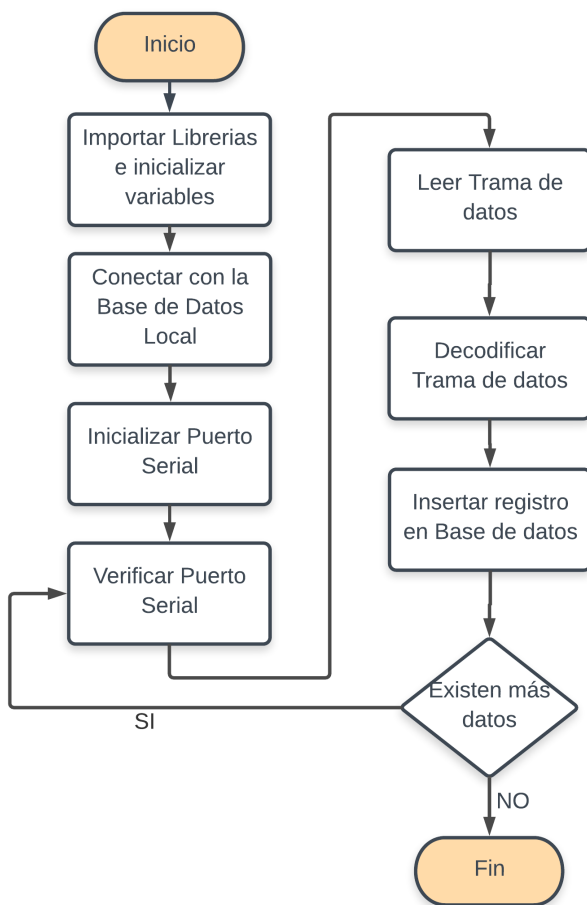 Inicio
Importar Librerias
e inicializar
variables
Conectar con la
Base de Datos
Local
Inicializar Puerto
Serial
Verificar Puerto
Serial
Leer Trama de
datos
Decodificar
Trama de datos
Insertar registro
en Base de datos
Existen más
datos
SI
NO
Fin